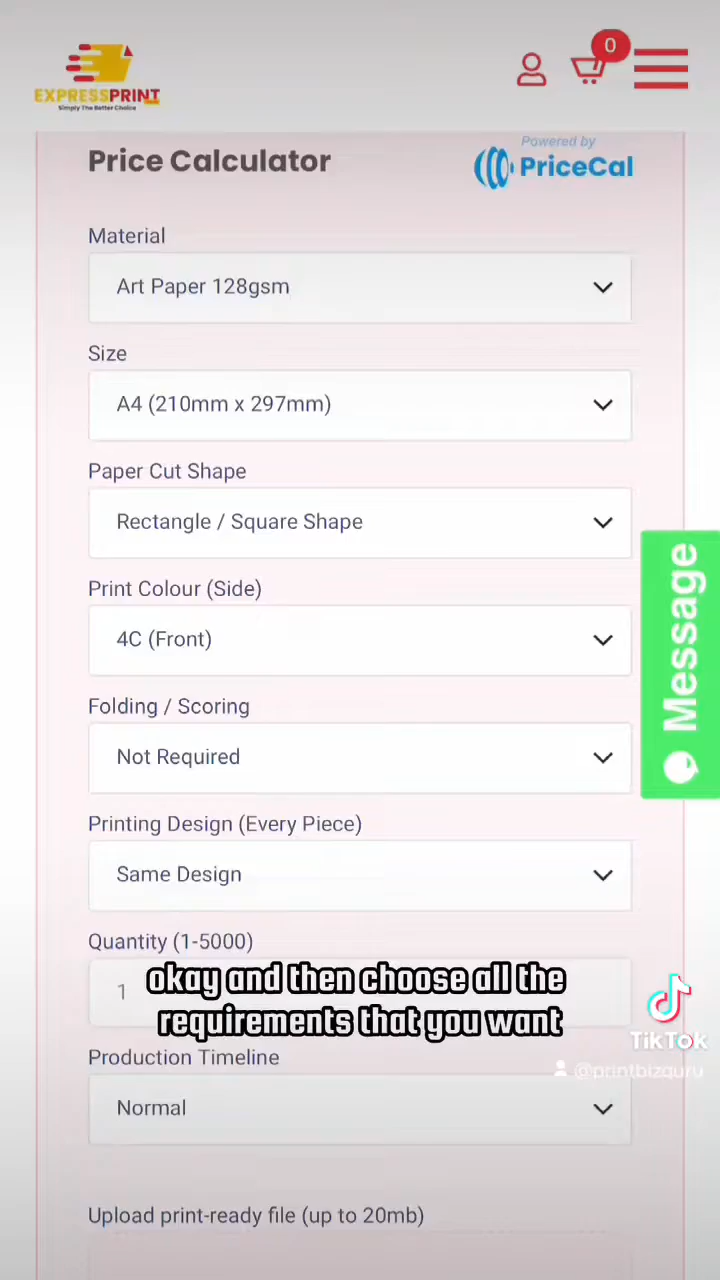 0
EXPRESSPRINT
Simply The Better Choice
Powered by
Price Calculator
PriceCal
Material
Art Paper 128gsm
Size
A4 (210mm x 297mm)
Paper Cut Shape
Rectangle / Square Shape
Print Colour (Side)
4C (Front)
Folding / Scoring
Not Required
Message
Printing Design (Every Piece)
Same Design
Quantity (1-5000)
1
okay and then choose all the
requirements that you want
TikTok
@printbizguru
Production Timeline
Normal
Upload print-ready file (up to 20mb)